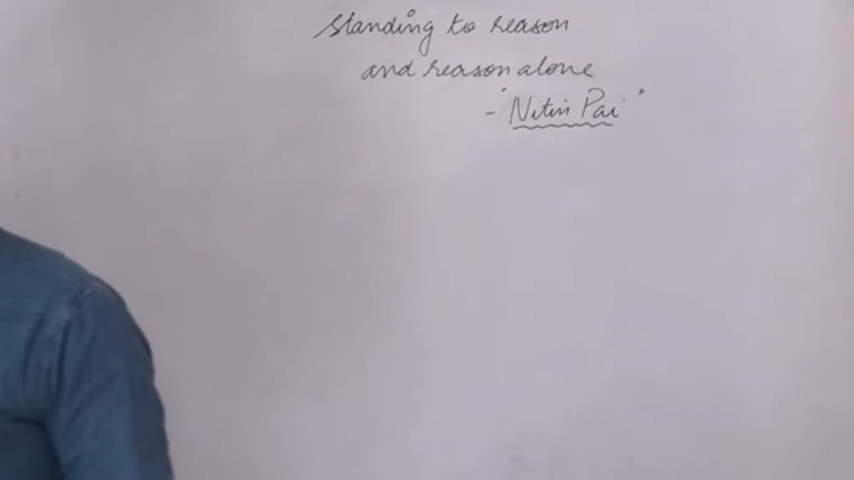 Standing to reason
and reason alone
- "Nitin Pai"